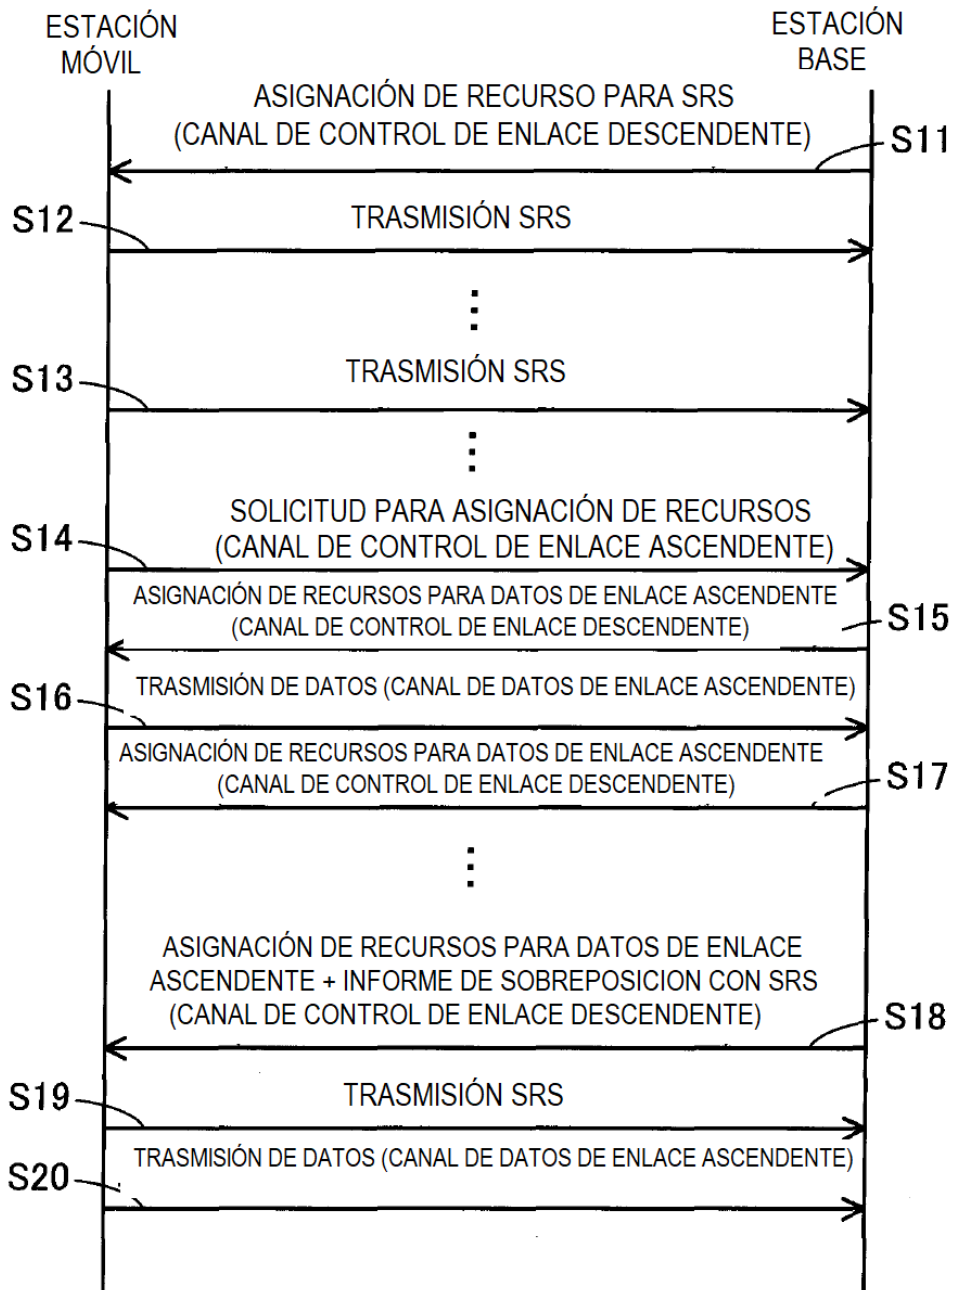 ESTACIÓN
MÓVIL
ESTACIÓN
BASE
ASIGNACIÓN DE RECURSO PARA SRS
(CANAL DE CONTROL DE ENLACE DESCENDENTE)
S11
S12
TRASMISIÓN SRS
S13
TRASMISIÓN SRS
SOLICITUD PARA ASIGNACIÓN DE RECURSOS
S14
(CANAL DE CONTROL DE ENLACE ASCENDENTE)
ASIGNACIÓN DE RECURSOS PARA DATOS DE ENLACE ASCENDENTE
(CANAL DE CONTROL DE ENLACE DESCENDENTE)
S15
TRASMISIÓN DE DATOS (CANAL DE DATOS DE ENLACE ASCENDENTE)
S16
ASIGNACIÓN DE RECURSOS PARA DATOS DE ENLACE ASCENDENTE
(CANAL DE CONTROL DE ENLACE DESCENDENTE)
S17
ASIGNACIÓN DE RECURSOS PARA DATOS DE ENLACE
ASCENDENTE + INFORME DE SOBREPOSICION CON SRS
(CANAL DE CONTROL DE ENLACE DESCENDENTE)
S18
S19
TRASMISIÓN SRS
TRASMISIÓN DE DATOS (CANAL DE DATOS DE ENLACE ASCENDENTE)
S20